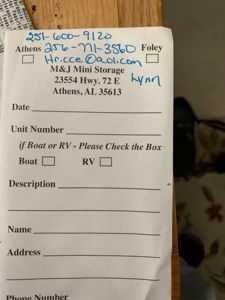 251-600-9120
Athens 256-771-3560 Foley
Hr.cce@aol.com
M&J Mini Storage
23554 Hwy. 72 E Lynn
Athens, AL 35613
Date
Unit Number
if Boat or RV - Please Check the Box
Boat RV
Description
Name
Address
Phone Number